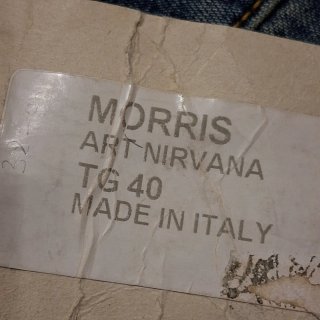 MORRIS
ART NIRVANA
TG 40
MADE IN ITALY